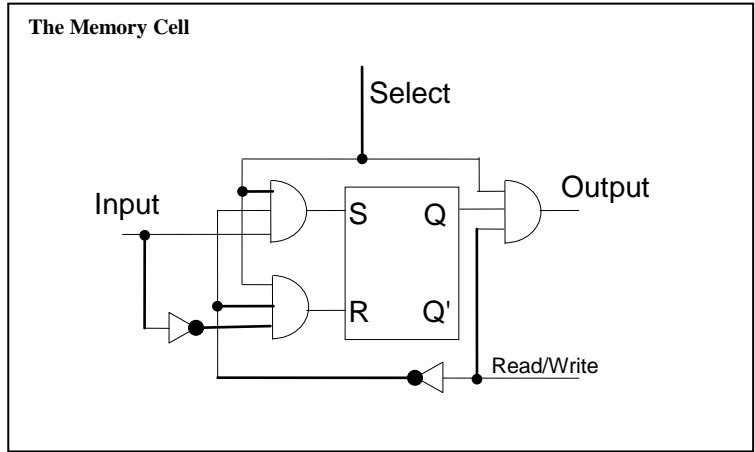 The Memory Cell
Select
Input
Output
S
Q
R
Q'
Read/Write